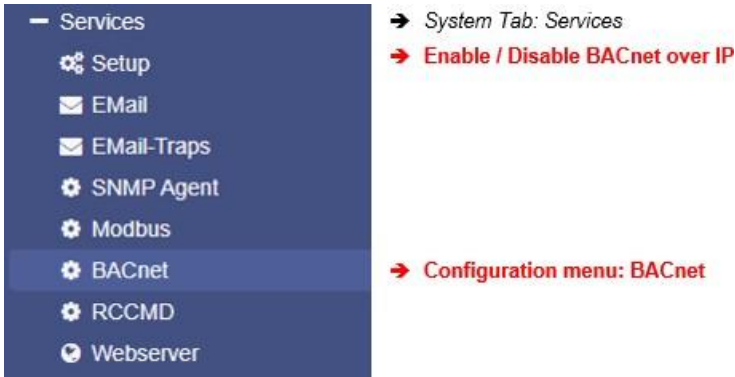 Services → System Tab: Services
Setup → Enable / Disable BACnet over IP
EMail
EMail-Traps
SNMP Agent
Modbus
BACnet → Configuration menu: BACnet
RCCMD
Webserver